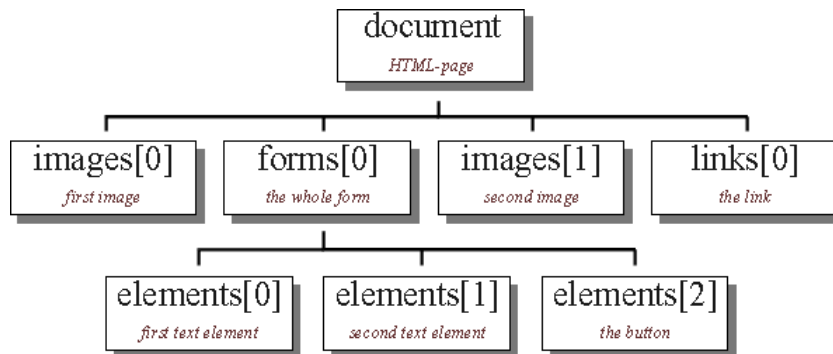 document
HTML-page
images[0]
first image
forms[0]
the whole form
images[1]
second image
links[0]
the link
elements[0]
first text element
elements[1]
second text element
elements[2]
the button